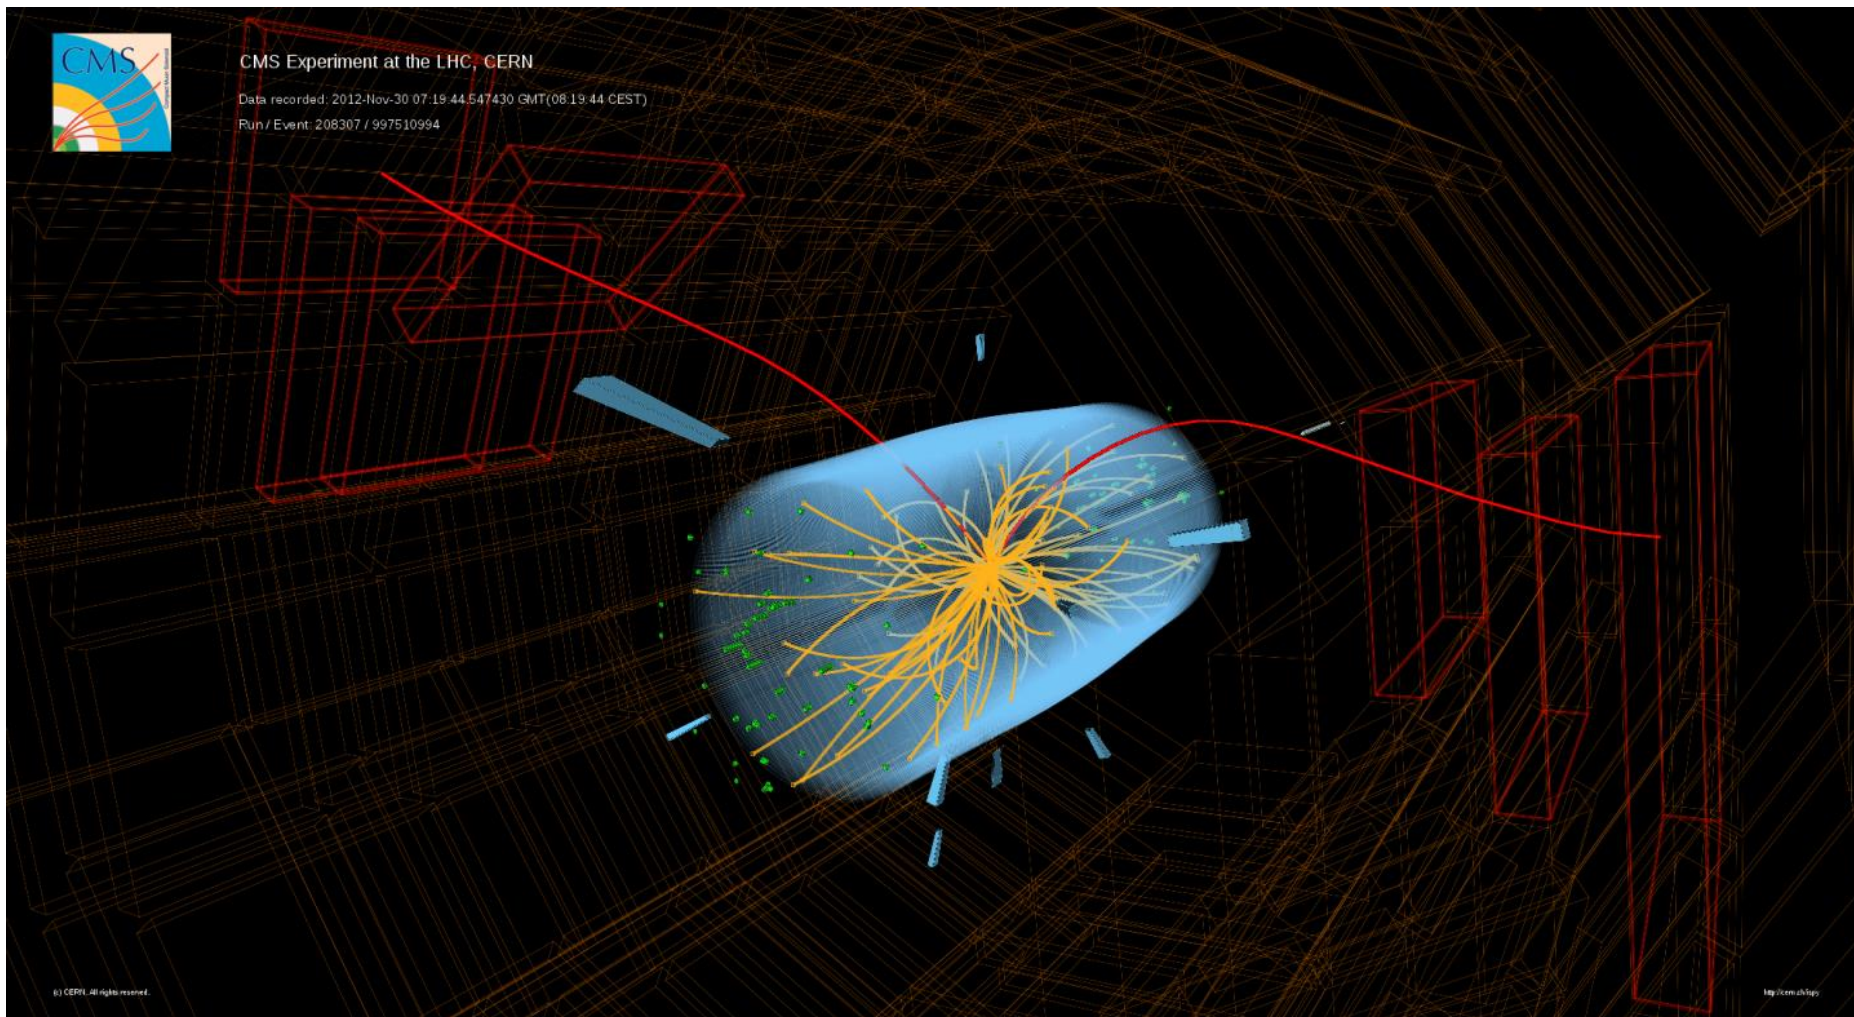 CMS
CMS Experiment at the LHC, CERN
Data recorded: 2012-Nov-30 07:19:44.547430 GMT(08:19:44 CEST)
Run / Event: 208307 / 997510994
(c) CERN. All rights reserved.
http://cern.ch/ispy